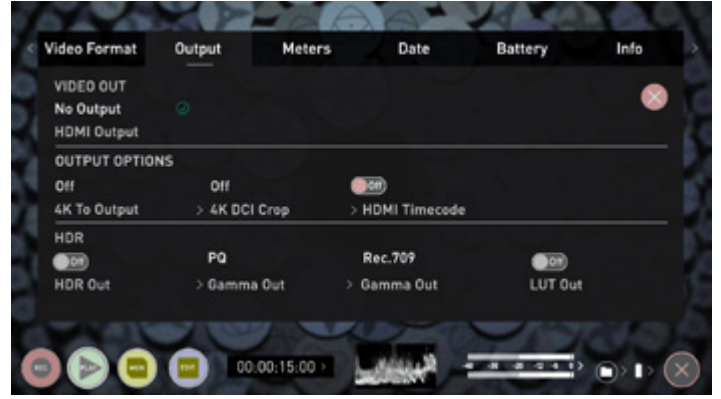 Video Format Output Meters Date Battery Info
VIDEO OUT
No Output
HDMI Output
OUTPUT OPTIONS
Off Off Off
4K To Output > 4K DCI Crop > HDMI Timecode
HDR
Off PQ Rec.709 Off
HDR Out > Gamma Out > Gamma Out LUT Out
REC PLAY MON EDIT 00:00:15:00